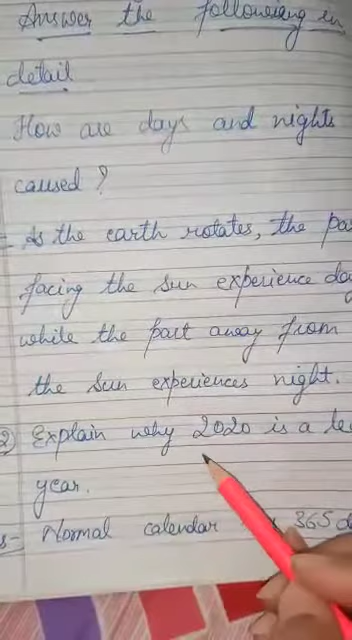 Answer the following in
detail
How are days and nights
caused ?
As the earth rotates, the
facing the sun experience
while the part away from
the sun experiences night.
2) Explain why 2020 is a
year.
Normal calendar 365